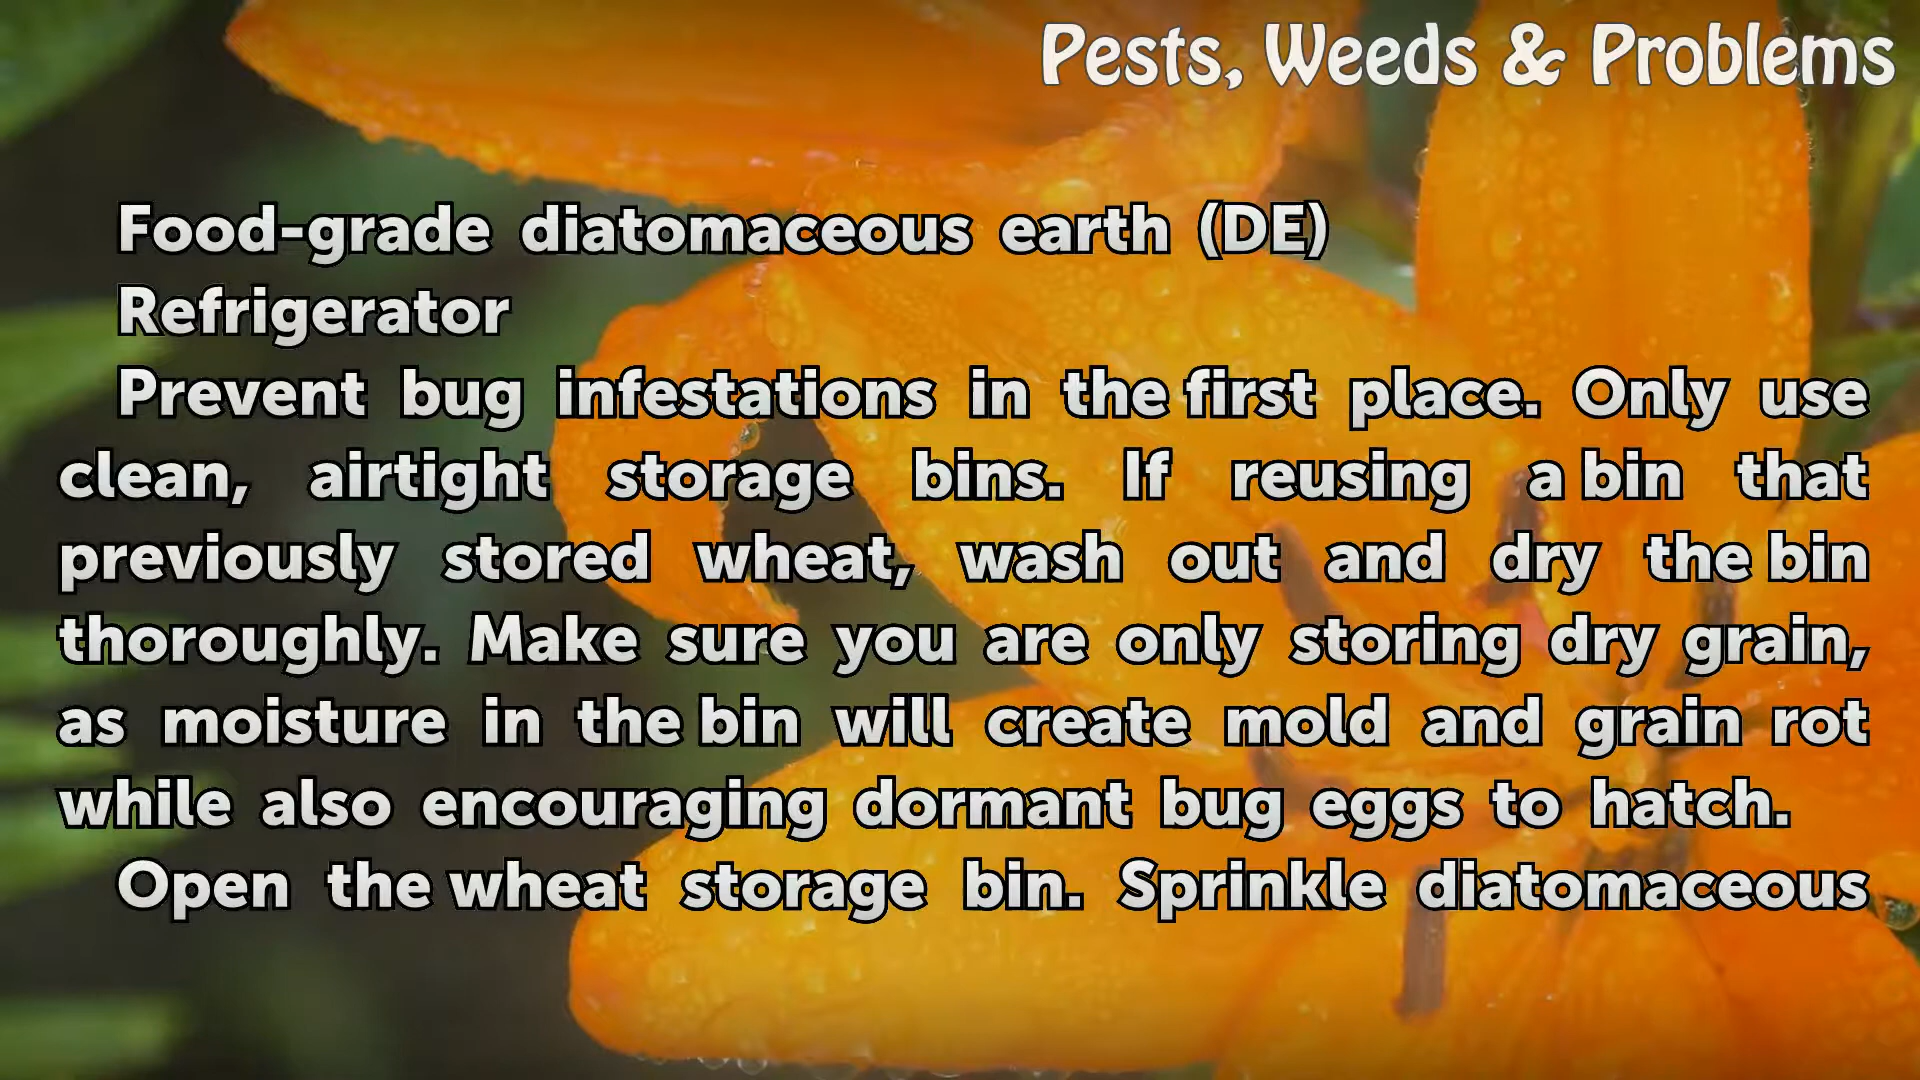 Pests, Weeds & Problems
Food-grade diatomaceous earth (DE)
Refrigerator
Prevent bug infestations in the first place. Only use
clean, airtight storage bins. If reusing a bin that
previously stored wheat, wash out and dry the bin
thoroughly. Make sure you are only storing dry grain,
as moisture in the bin will create mold and grain rot
while also encouraging dormant bug eggs to hatch.
Open the wheat storage bin. Sprinkle diatomaceous